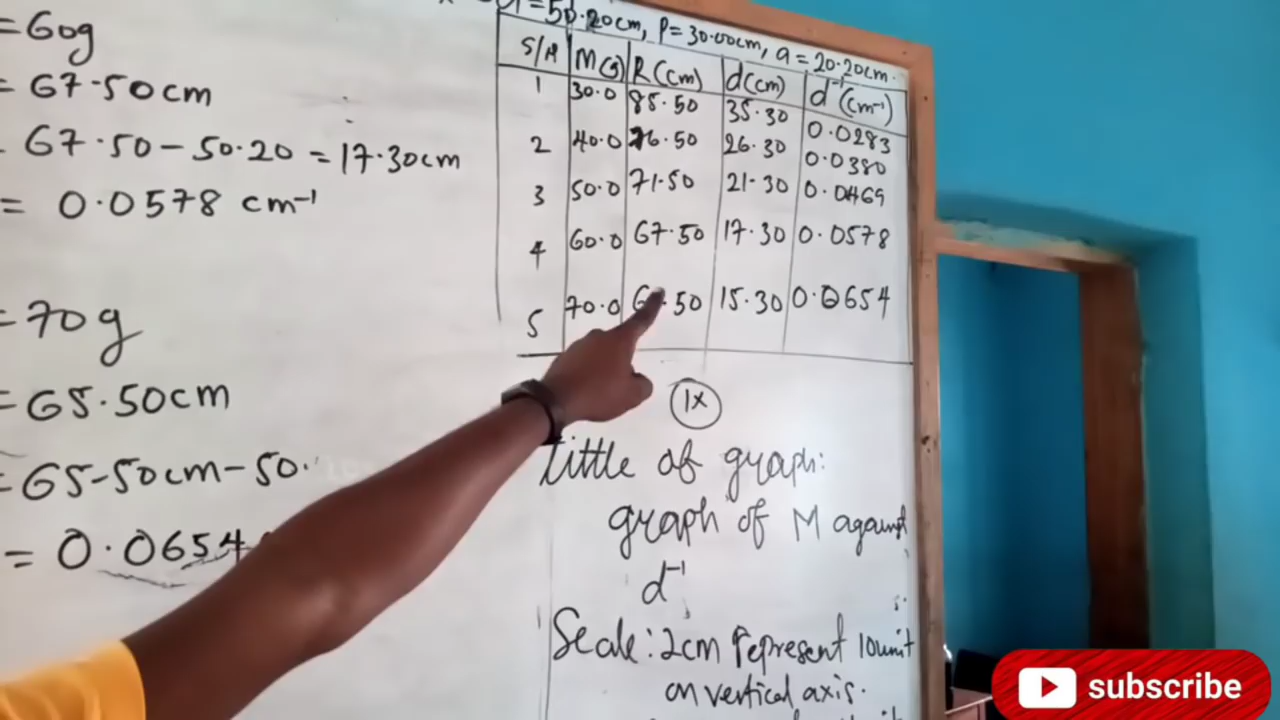 =60g
= 67.50cm
67.50-50.20 = 17.30cm
= 0.0578 cm⁻¹
=70g
=65.50cm
=65-50cm-50.
= 0.0654
=50.20cm, P=30.00cm, a=20.20cm.
S/A M(g) R(cm) d(cm) d⁻¹(cm⁻¹)
1 30.0 85.50 35.30 0.0283
2 40.0 76.50 26.30 0.0380
3 50.0 71.50 21.30 0.0469
4 60.0 67.50 17.30 0.0578
5 70.0 6 .50 15.30 0.0654
1x
tittle of graph:
graph of M against
d⁻¹
Scale: 2cm represent 10unit
on vertical axis.
subscribe